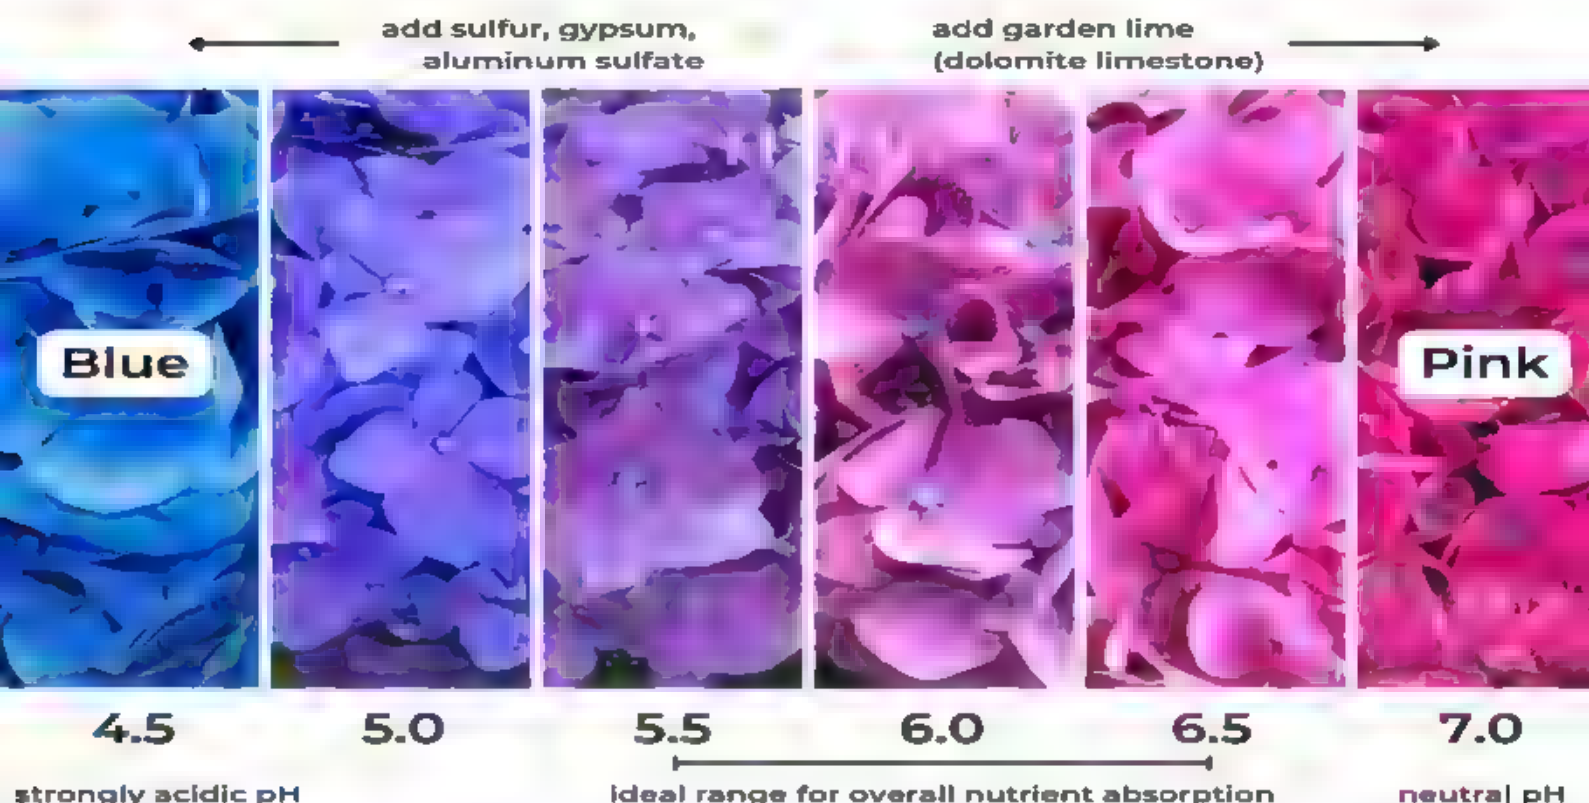 add sulfur, gypsum,
aluminum sulfate
add garden lime
(dolomite limestone)
Blue
Pink
4.5 5.0 5.5 6.0 6.5 7.0
strongly acidic pH ideal range for overall nutrient absorption neutral pH